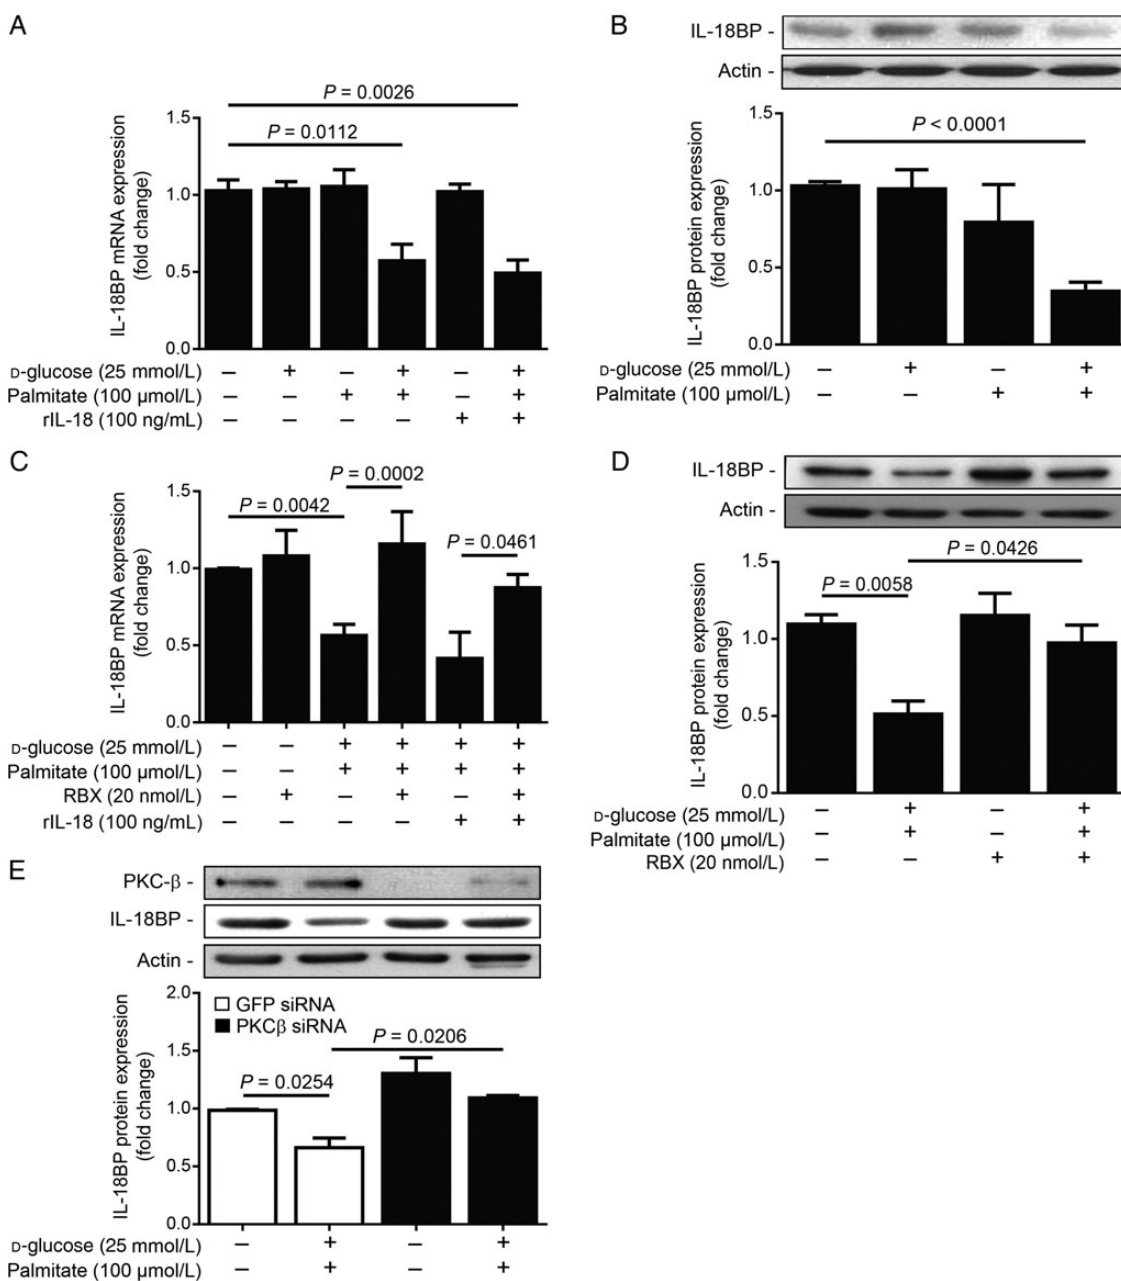 A
P = 0.0026
P = 0.0112
IL-18BP mRNA expression
(fold change)
1.5
1.0
0.5
0.0
D-glucose (25 mmol/L) – + – + – +
Palmitate (100 µmol/L) – – + + – +
rIL-18 (100 ng/mL) – – – – + +
B
IL-18BP -
Actin -
P < 0.0001
IL-18BP protein expression
(fold change)
1.5
1.0
0.5
0.0
D-glucose (25 mmol/L) – + – +
Palmitate (100 µmol/L) – – + +
C
P = 0.0002
P = 0.0042
P = 0.0461
IL-18BP mRNA expression
(fold change)
1.5
1.0
0.5
0.0
D-glucose (25 mmol/L) – – + + + +
Palmitate (100 µmol/L) – – + + + +
RBX (20 nmol/L) – + – + – +
rIL-18 (100 ng/mL) – – – – + +
D
IL-18BP -
Actin -
P = 0.0426
P = 0.0058
IL-18BP protein expression
(fold change)
1.5
1.0
0.5
0.0
D-glucose (25 mmol/L) – + – +
Palmitate (100 µmol/L) – + – +
RBX (20 nmol/L) – – + +
E
PKC-β -
IL-18BP -
Actin -
GFP siRNA
PKCβ siRNA
P = 0.0206
P = 0.0254
IL-18BP protein expression
(fold change)
2.0
1.5
1.0
0.5
0.0
D-glucose (25 mmol/L) – + – +
Palmitate (100 µmol/L) – + – +